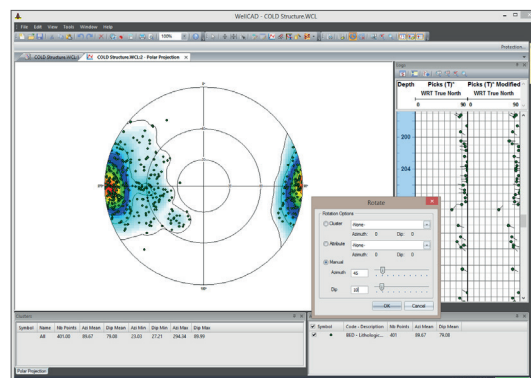 WellCAD - COLD Structure.WCL
File Edit View Tools Window Help
100%
Protection...
COLD Structure.WCL:1 COLD Structure.WCL:2 - Polar Projection
Depth Picks (T)* Picks (T)* Modified
WRT True North WRT True North
0 90 0 90
200
204
0°
Rotate
Rotation Options
Cluster -None-
Azimuth: 0 Dip: 0
Attribute -None-
Azimuth: 0 Dip: 0
Manual
Azimuth 45
Dip 10
OK Cancel
Clusters
Symbol Name Nb Points Azi Mean Dip Mean Azi Min Dip Min Azi Max Dip Max
All 401.00 89.67 79.08 23.03 27.21 294.34 89.99
Symbol Code - Description Nb Points Azi Mean Dip Mean
BED - Lithologic... 401 89.67 79.08
Polar Projection